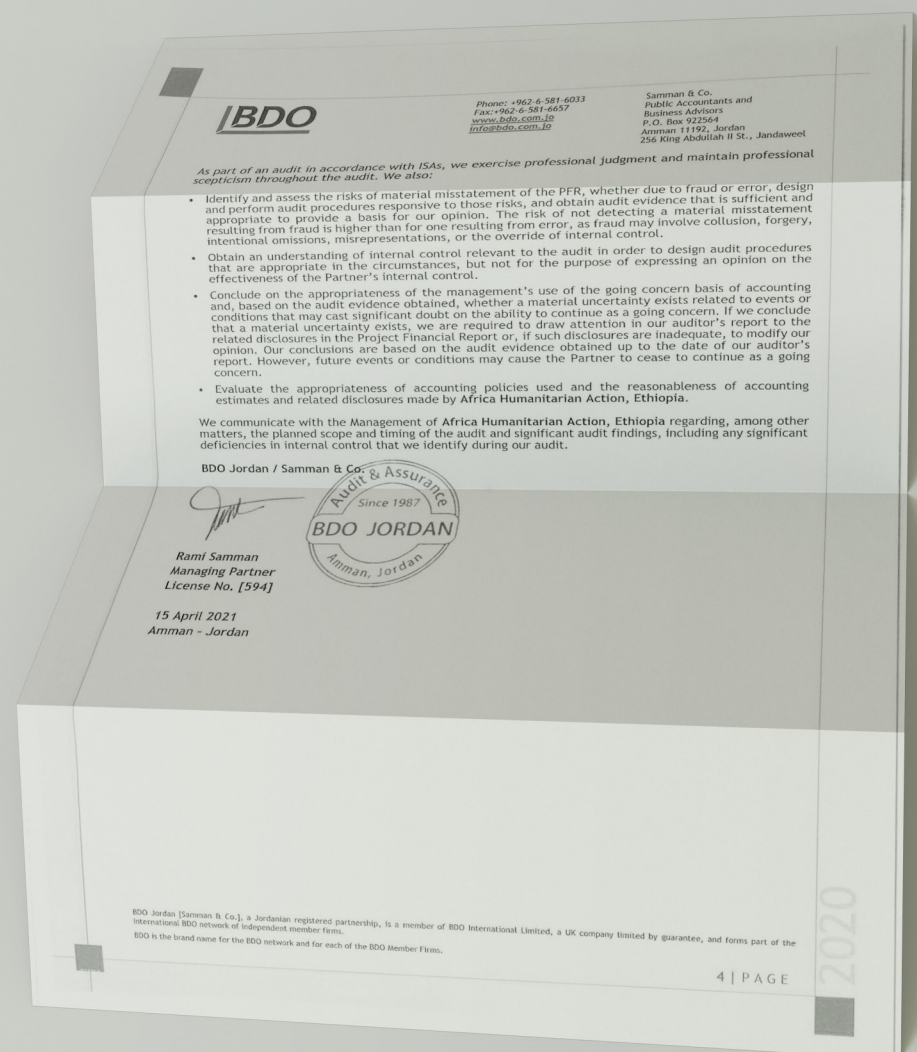 BDO
Phone: +962-6-581-6033
Fax:+962-6-581-6657
www.bdo.com.jo
info@bdo.com.jo
Samman & Co.
Public Accountants and
Business Advisors
P.O. Box 922564
Amman 11192, Jordan
256 King Abdullah II St., Jandaweel
As part of an audit in accordance with ISAs, we exercise professional judgment and maintain professional
scepticism throughout the audit. We also:
• Identify and assess the risks of material misstatement of the PFR, whether due to fraud or error, design
and perform audit procedures responsive to those risks, and obtain audit evidence that is sufficient and
appropriate to provide a basis for our opinion. The risk of not detecting a material misstatement
resulting from fraud is higher than for one resulting from error, as fraud may involve collusion, forgery,
intentional omissions, misrepresentations, or the override of internal control.
• Obtain an understanding of internal control relevant to the audit in order to design audit procedures
that are appropriate in the circumstances, but not for the purpose of expressing an opinion on the
effectiveness of the Partner's internal control.
• Conclude on the appropriateness of the management's use of the going concern basis of accounting
and, based on the audit evidence obtained, whether a material uncertainty exists related to events or
conditions that may cast significant doubt on the ability to continue as a going concern. If we conclude
that a material uncertainty exists, we are required to draw attention in our auditor's report to the
related disclosures in the Project Financial Report or, if such disclosures are inadequate, to modify our
opinion. Our conclusions are based on the audit evidence obtained up to the date of our auditor's
report. However, future events or conditions may cause the Partner to cease to continue as a going
concern.
• Evaluate the appropriateness of accounting policies used and the reasonableness of accounting
estimates and related disclosures made by Africa Humanitarian Action, Ethiopia.
We communicate with the Management of Africa Humanitarian Action, Ethiopia regarding, among other
matters, the planned scope and timing of the audit and significant audit findings, including any significant
deficiencies in internal control that we identify during our audit.
BDO Jordan / Samman & Co.
Audit & Assurance
Since 1987
BDO JORDAN
Amman, Jordan
Rami Samman
Managing Partner
License No. [594]
15 April 2021
Amman - Jordan
BDO Jordan [Samman & Co.], a Jordanian registered partnership, is a member of BDO International Limited, a UK company limited by guarantee, and forms part of the
International BDO network of independent member firms.
BDO is the brand name for the BDO network and for each of the BDO Member Firms.
4 | PAGE
2020